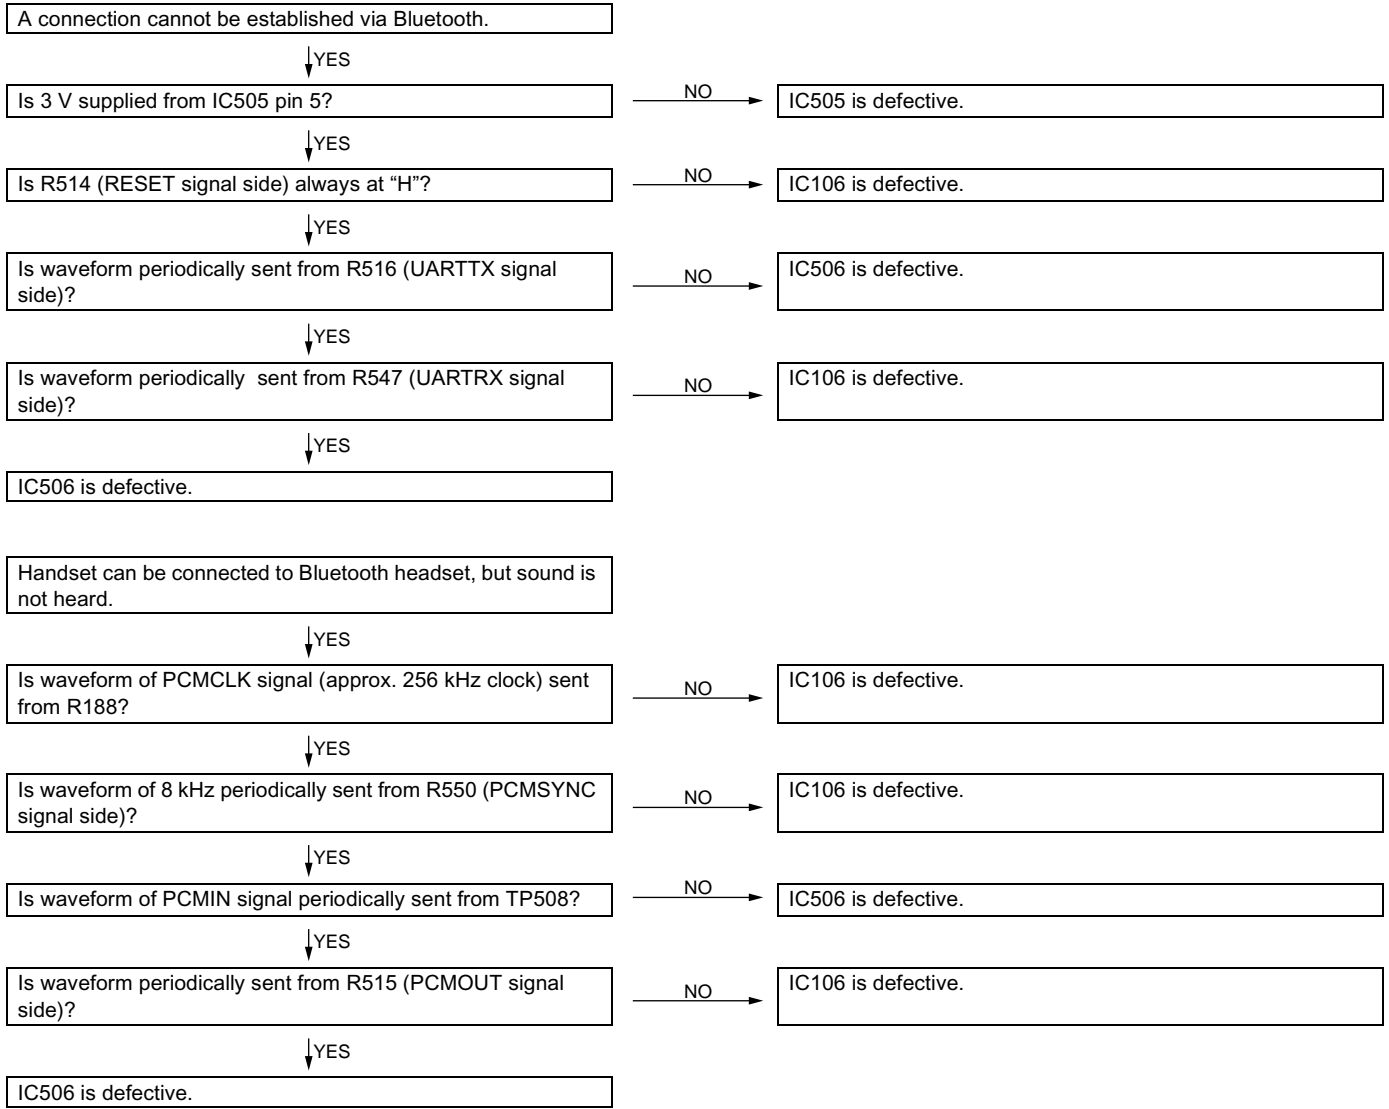 A connection cannot be established via Bluetooth.
YES
Is 3 V supplied from IC505 pin 5?
NO
IC505 is defective.
YES
Is R514 (RESET signal side) always at “H”?
NO
IC106 is defective.
YES
Is waveform periodically sent from R516 (UARTTX signal
side)?
NO
IC506 is defective.
YES
Is waveform periodically  sent from R547 (UARTRX signal
side)?
NO
IC106 is defective.
YES
IC506 is defective.
Handset can be connected to Bluetooth headset, but sound is
not heard.
YES
Is waveform of PCMCLK signal (approx. 256 kHz clock) sent
from R188?
NO
IC106 is defective.
YES
Is waveform of 8 kHz periodically sent from R550 (PCMSYNC
signal side)?
NO
IC106 is defective.
YES
Is waveform of PCMIN signal periodically sent from TP508?
NO
IC506 is defective.
YES
Is waveform periodically sent from R515 (PCMOUT signal
side)?
NO
IC106 is defective.
YES
IC506 is defective.